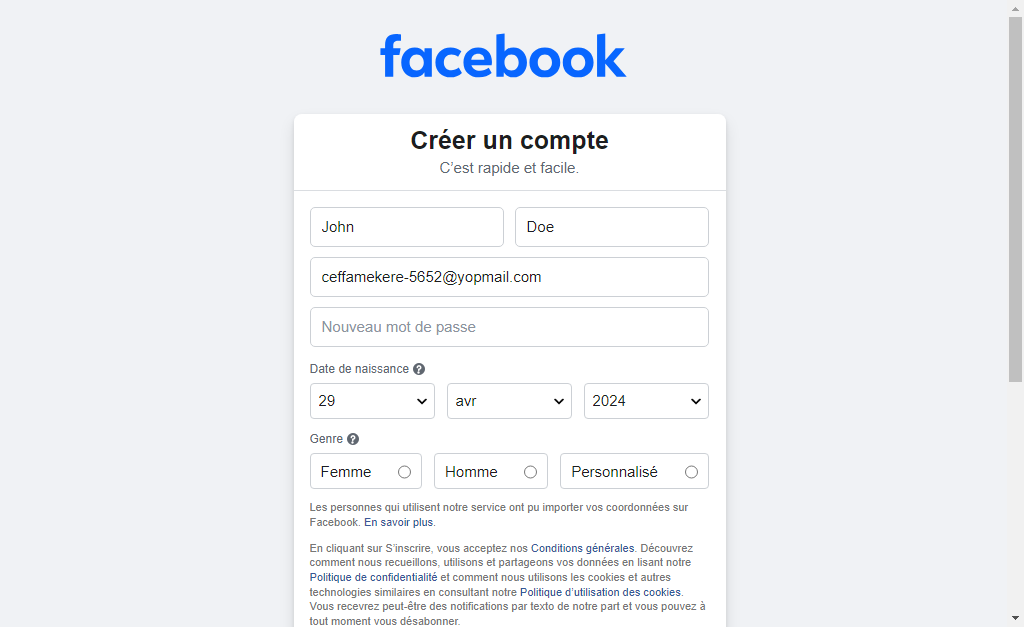 facebook
Créer un compte
C’est rapide et facile.
John Doe
ceffamekere-5652@yopmail.com
Nouveau mot de passe
Date de naissance ?
29 avr 2024
Genre ?
Femme Homme Personnalisé
Les personnes qui utilisent notre service ont pu importer vos coordonnées sur
Facebook. En savoir plus.
En cliquant sur S’inscrire, vous acceptez nos Conditions générales. Découvrez
comment nous recueillons, utilisons et partageons vos données en lisant notre
Politique de confidentialité et comment nous utilisons les cookies et autres
technologies similaires en consultant notre Politique d’utilisation des cookies.
Vous recevrez peut-être des notifications par texto de notre part et vous pouvez à
tout moment vous désabonner.